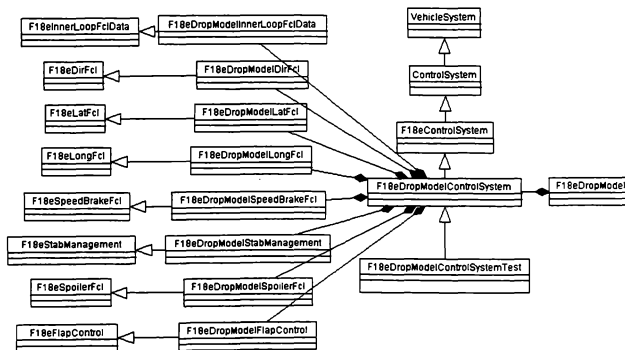 F18eInnerLoopFclData
F18eDropModelInnerLoopFclData
VehicleSystem
F18eDirFcl
F18eDropModelDirFcl
ControlSystem
F18eLatFcl
F18eDropModelLatFcl
F18eControlSystem
F18eLongFcl
F18eDropModelLongFcl
F18eDropModelControlSystem
F18eDropModel
F18eSpeedBrakeFcl
F18eDropModelSpeedBrakeFcl
F18eStabManagement
F18eDropModelStabManagement
F18eDropModelControlSystemTest
F18eSpoilerFcl
F18eDropModelSpoilerFcl
F18eFlapControl
F18eDropModelFlapControl